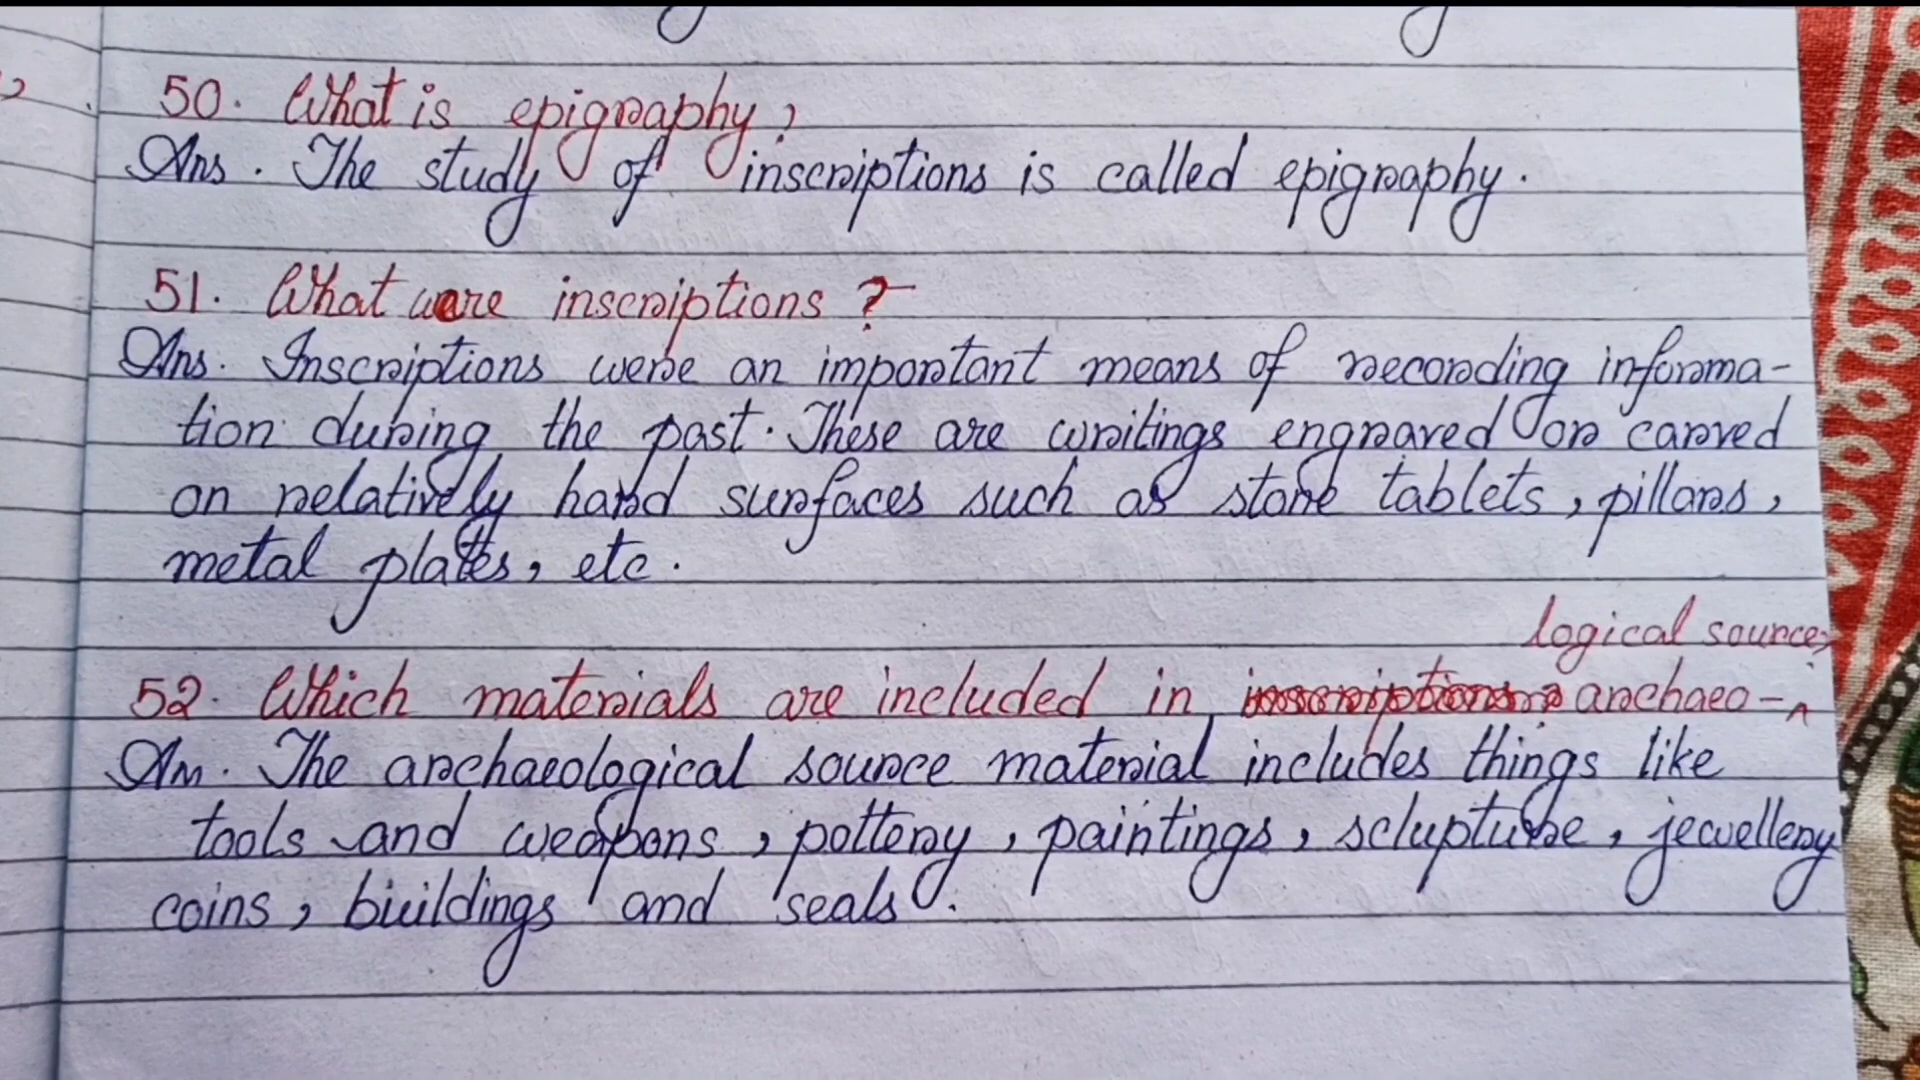 50. What is epigraphy?
Ans. The study of inscriptions is called epigraphy.
51. What were inscriptions?
Ans. Inscriptions were an important means of recording informa-
tion during the past. These are writings engraved or carved
on relatively hard surfaces such as stone tablets, pillars,
metal plates, etc.
logical source?
52. Which materials are included in inscriptions? archaeo-
Ans. The archaeological source material includes things like
tools and weapons, pottery, paintings, sclupture, jewellery
coins, buildings and seals.